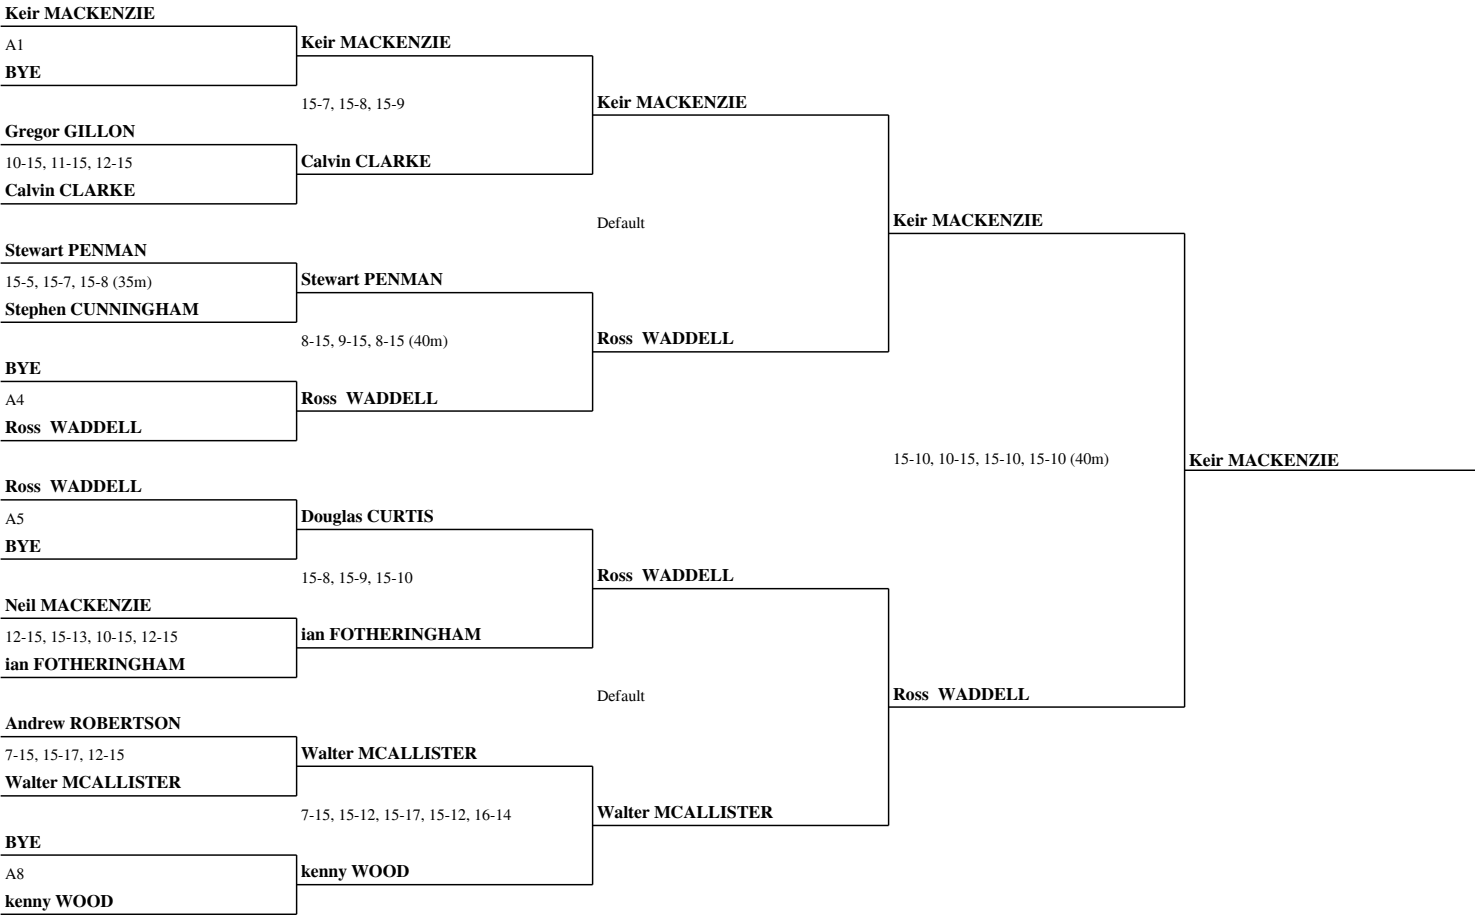 Keir MACKENZIE
A1
BYE
Gregor GILLON
10-15, 11-15, 12-15
Calvin CLARKE
Stewart PENMAN
15-5, 15-7, 15-8 (35m)
Stephen CUNNINGHAM
BYE
A4
Ross  WADDELL
Ross  WADDELL
A5
BYE
Neil MACKENZIE
12-15, 15-13, 10-15, 12-15
ian FOTHERINGHAM
Andrew ROBERTSON
7-15, 15-17, 12-15
Walter MCALLISTER
BYE
A8
kenny WOOD
Keir MACKENZIE
15-7, 15-8, 15-9
Calvin CLARKE
Stewart PENMAN
8-15, 9-15, 8-15 (40m)
Ross  WADDELL
Douglas CURTIS
15-8, 15-9, 15-10
ian FOTHERINGHAM
Walter MCALLISTER
7-15, 15-12, 15-17, 15-12, 16-14
kenny WOOD
Keir MACKENZIE
Default
Ross  WADDELL
Ross  WADDELL
Default
Walter MCALLISTER
Keir MACKENZIE
15-10, 10-15, 15-10, 15-10 (40m)
Ross  WADDELL
Keir MACKENZIE